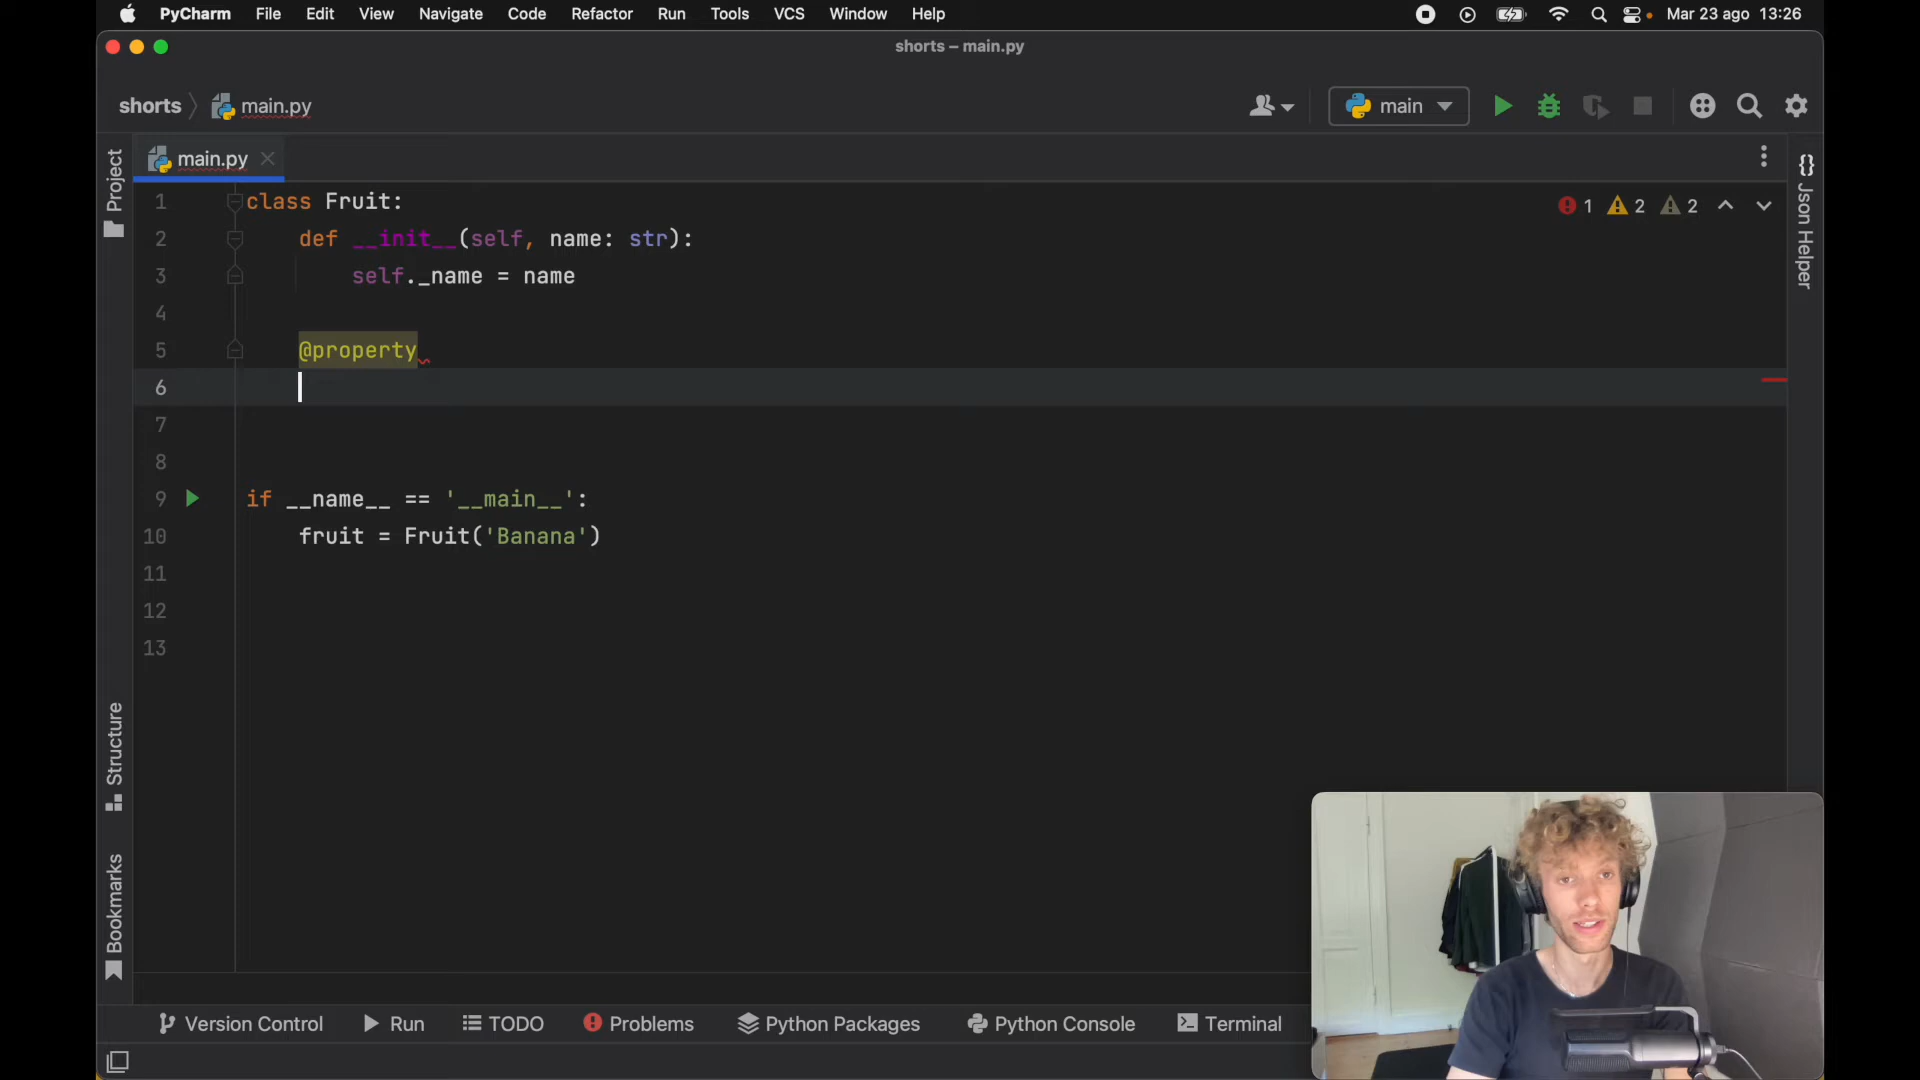 PyCharm File Edit View Navigate Code Refactor Run Tools VCS Window Help Mar 23 ago 13:26
shorts – main.py
shorts main.py main
main.py
Project
Json Helper
1 class Fruit: 1 2 2
2 def __init__(self, name: str):
3 self._name = name
4
5 @property
6
7
8
9 if __name__ == '__main__':
10 fruit = Fruit('Banana')
11
12
13
Structure
Bookmarks
Version Control Run TODO Problems Python Packages Python Console Terminal